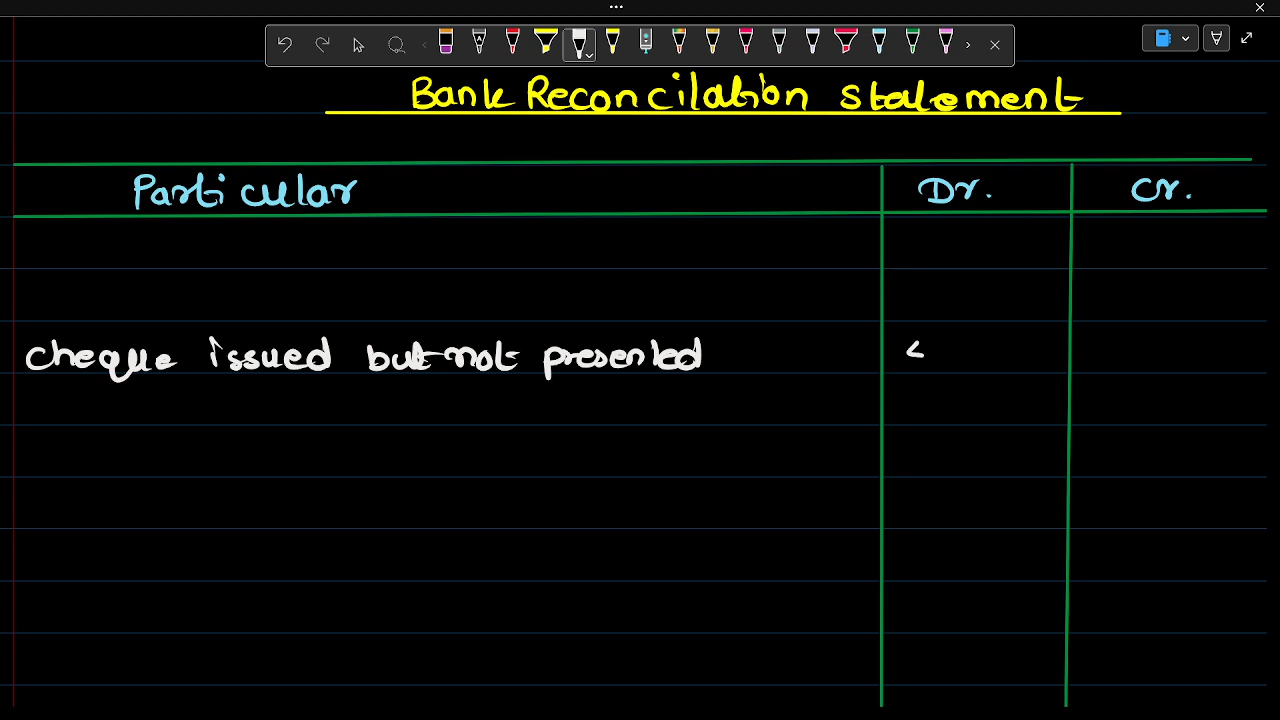 Bank Reconcilation statement
Particular Dr. Cr.
cheque issued but not presented